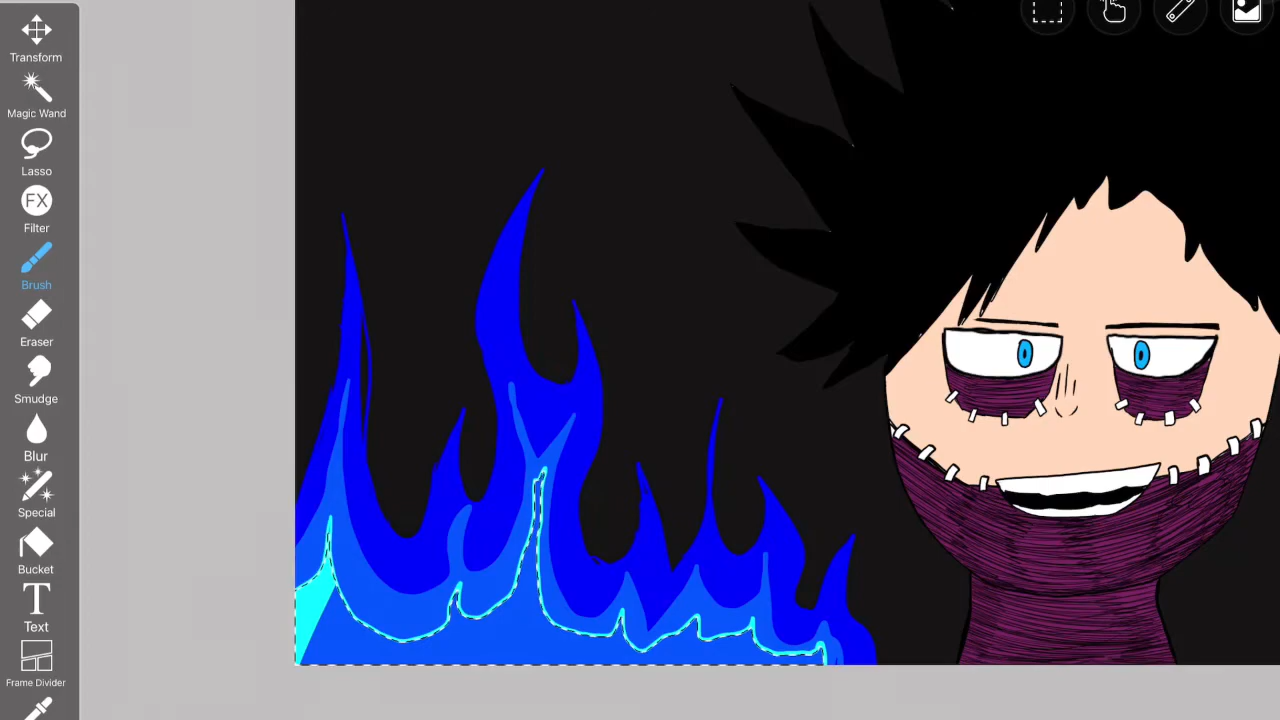 Transform
Magic Wand
Lasso
FX
Filter
Brush
Eraser
Smudge
Blur
Special
Bucket
T
Text
Frame Divider